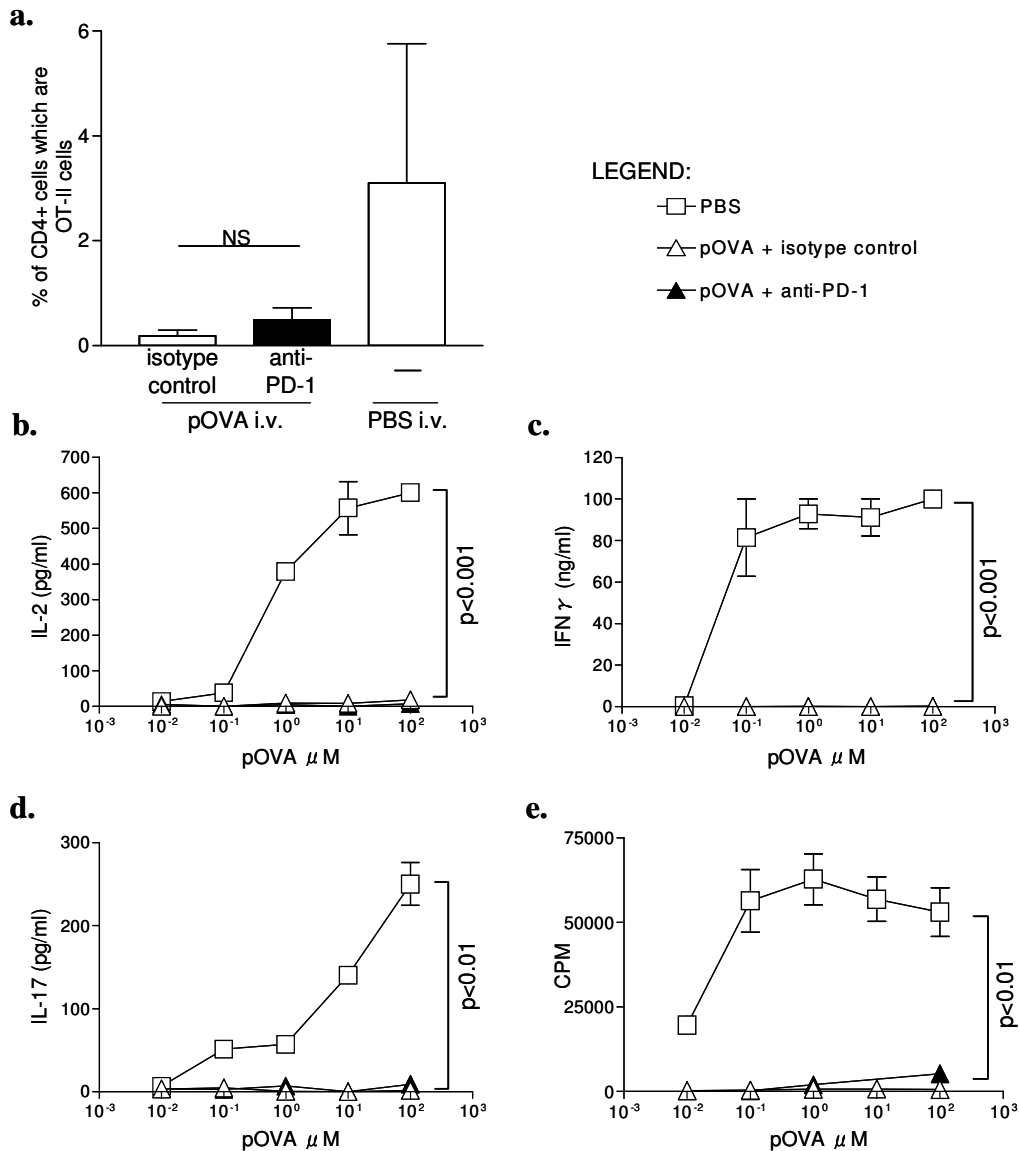 a.
% of CD4+ cells which are
OT-II cells
6
4
2
0
NS
isotype
control
anti-
PD-1
—
pOVA i.v.
PBS i.v.
LEGEND:
PBS
pOVA + isotype control
pOVA + anti-PD-1
b.
IL-2 (pg/ml)
700
600
500
400
300
200
100
0
10-3
10-2
10-1
100
101
102
103
pOVA μ M
p<0.001
c.
IFN γ (ng/ml)
120
100
80
60
40
20
0
10-3
10-2
10-1
100
101
102
103
pOVA μ M
p<0.001
d.
IL-17 (pg/ml)
300
200
100
0
10-3
10-2
10-1
100
101
102
103
pOVA μ M
p<0.01
e.
CPM
75000
50000
25000
0
10-3
10-2
10-1
100
101
102
103
pOVA μ M
p<0.01